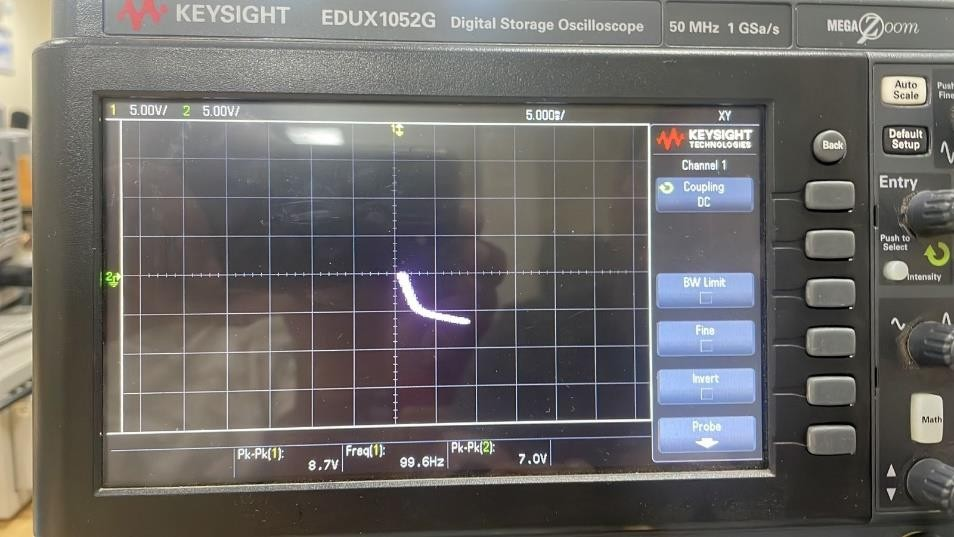 KEYSIGHT EDUX1052G Digital Storage Oscilloscope 50 MHz 1 GSa/s MEGA Zoom
1 5.00V/ 2 5.00V/ 5.000s/ XY
KEYSIGHT
TECHNOLOGIES
Channel 1
Coupling
DC
BW Limit
Fine
Invert
Probe
Pk-Pk(1): 8.7V Freq(1): 99.6Hz Pk-Pk(2): 7.0V
Back
Auto
Scale
Default
Setup
Entry
Push to
Select
Intensity
Math